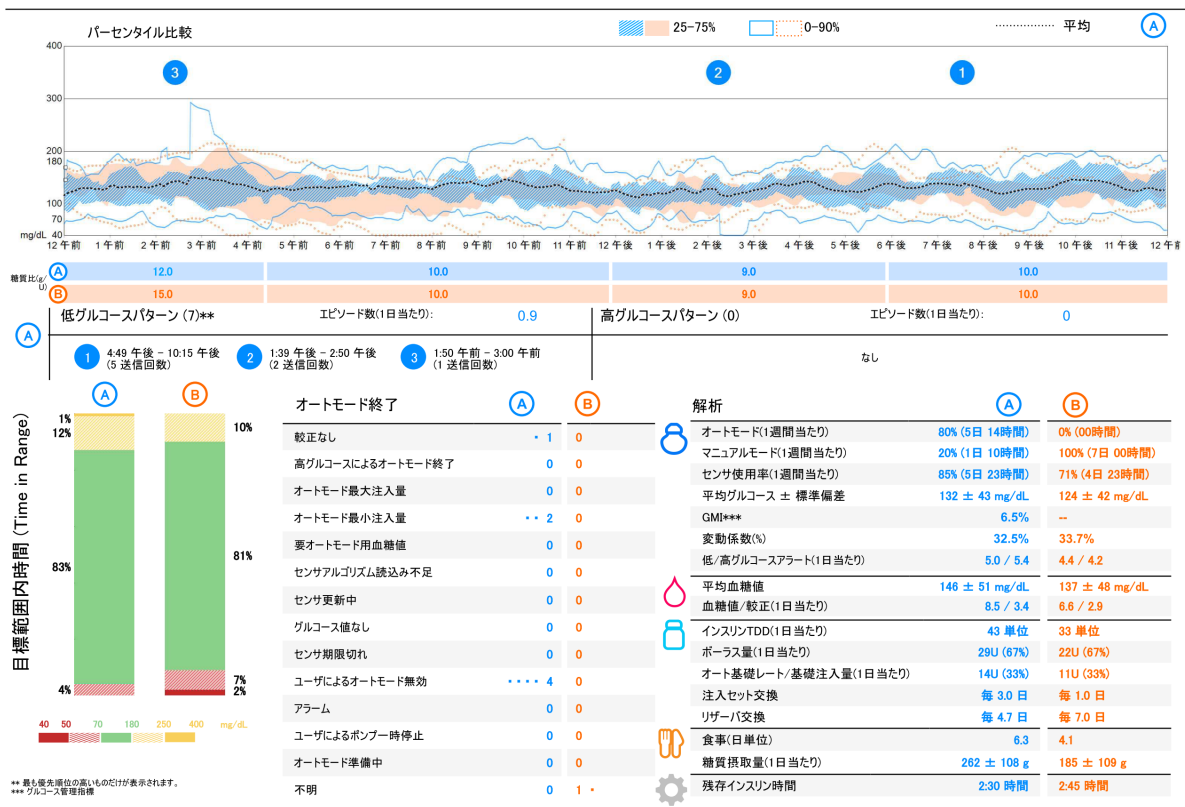 パーセンタイル比較
25-75%
0-90%
平均
A
400
300
200
180
100
70
mg/dL 40
3
2
1
12 午前 1 午前 2 午前 3 午前 4 午前 5 午前 6 午前 7 午前 8 午前 9 午前 10 午前 11 午前 12 午後 1 午後 2 午後 3 午後 4 午後 5 午後 6 午後 7 午後 8 午後 9 午後 10 午後 11 午後 12 午前
糖質比(g/U)
A 12.0 10.0 9.0 10.0
B 15.0 10.0 9.0 10.0
A
低グルコースパターン (7)** エピソード数(1日当たり): 0.9
高グルコースパターン (0) エピソード数(1日当たり): 0
1 4:49 午後 - 10:15 午後
(5 送信回数)
2 1:39 午後 - 2:50 午後
(2 送信回数)
3 1:50 午前 - 3:00 午前
(1 送信回数)
なし
目標範囲内時間 (Time in Range)
A B
1%
12%
83%
4%
10%
81%
7%
2%
40 50 70 180 250 400 mg/dL
** 最も優先順位の高いものだけが表示されます。
*** グルコース管理指標
オートモード終了 A B
較正なし 1 0
高グルコースによるオートモード終了 0 0
オートモード最大注入量 0 0
オートモード最小注入量 2 0
要オートモード用血糖値 0 0
センサアルゴリズム読込み不足 0 0
センサ更新中 0 0
グルコース値なし 0 0
センサ期限切れ 0 0
ユーザによるオートモード無効 4 0
アラーム 0 0
ユーザによるポンプ一時停止 0 0
オートモード準備中 0 0
不明 0 1
解析 A B
オートモード(1週間当たり) 80% (5日 14時間) 0% (00時間)
マニュアルモード(1週間当たり) 20% (1日 10時間) 100% (7日 00時間)
センサ使用率(1週間当たり) 85% (5日 23時間) 71% (4日 23時間)
平均グルコース ± 標準偏差 132 ± 43 mg/dL 124 ± 42 mg/dL
GMI*** 6.5% --
変動係数(%) 32.5% 33.7%
低/高グルコースアラート(1日当たり) 5.0 / 5.4 4.4 / 4.2
平均血糖値 146 ± 51 mg/dL 137 ± 48 mg/dL
血糖値/較正(1日当たり) 8.5 / 3.4 6.6 / 2.9
インスリンTDD(1日当たり) 43 単位 33 単位
ボーラス量(1日当たり) 29U (67%) 22U (67%)
オート基礎レート/基礎注入量(1日当たり) 14U (33%) 11U (33%)
注入セット交換 毎 3.0 日 毎 1.0 日
リザーバ交換 毎 4.7 日 毎 7.0 日
食事(日単位) 6.3 4.1
糖質摂取量(1日当たり) 262 ± 108 g 185 ± 109 g
残存インスリン時間 2:30 時間 2:45 時間